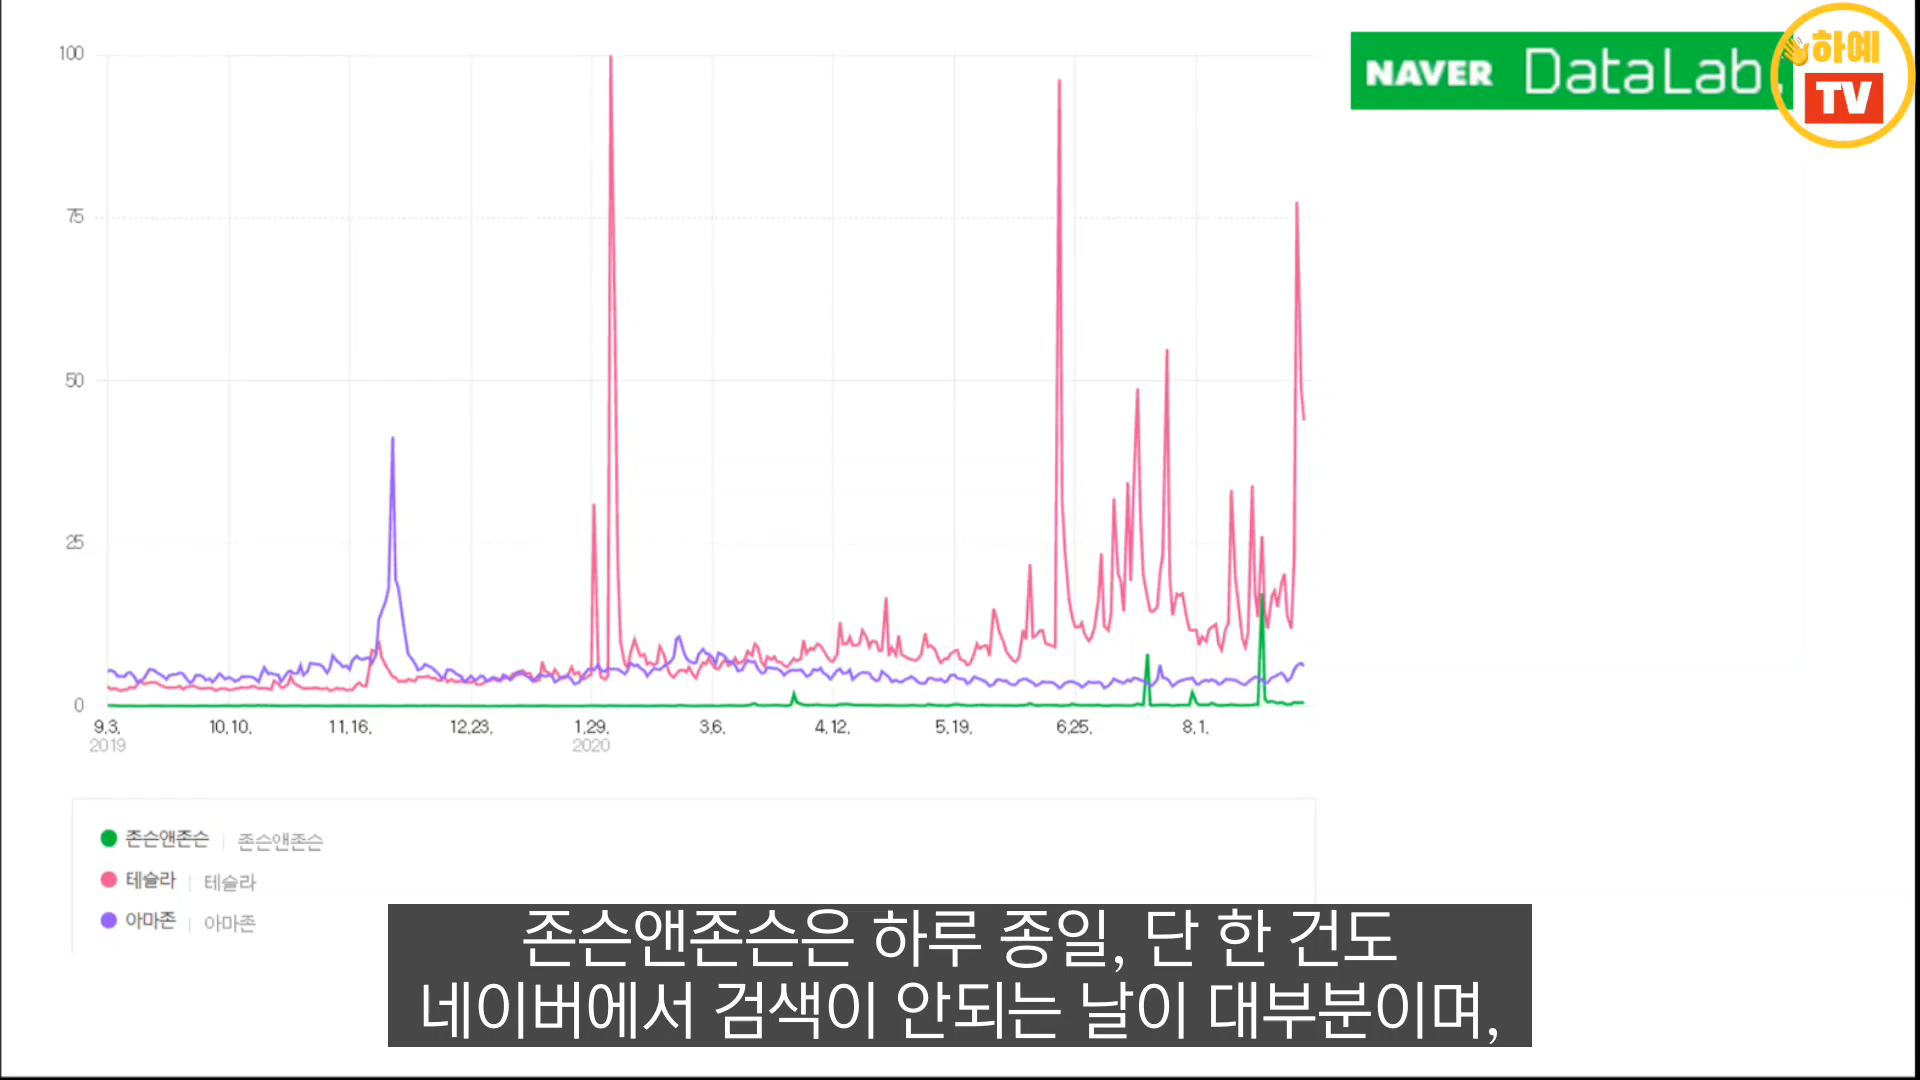 NAVER DataLab.
하예
TV
100
75
50
25
0
9.3. 10.10. 11.16. 12.23. 1.29. 3.6. 4.12. 5.19. 6.25. 8.1.
2019 2020
존슨앤존슨 | 존슨앤존슨
테슬라 | 테슬라
아마존 | 아마존
존슨앤존슨은 하루 종일, 단 한 건도
네이버에서 검색이 안되는 날이 대부분이며,